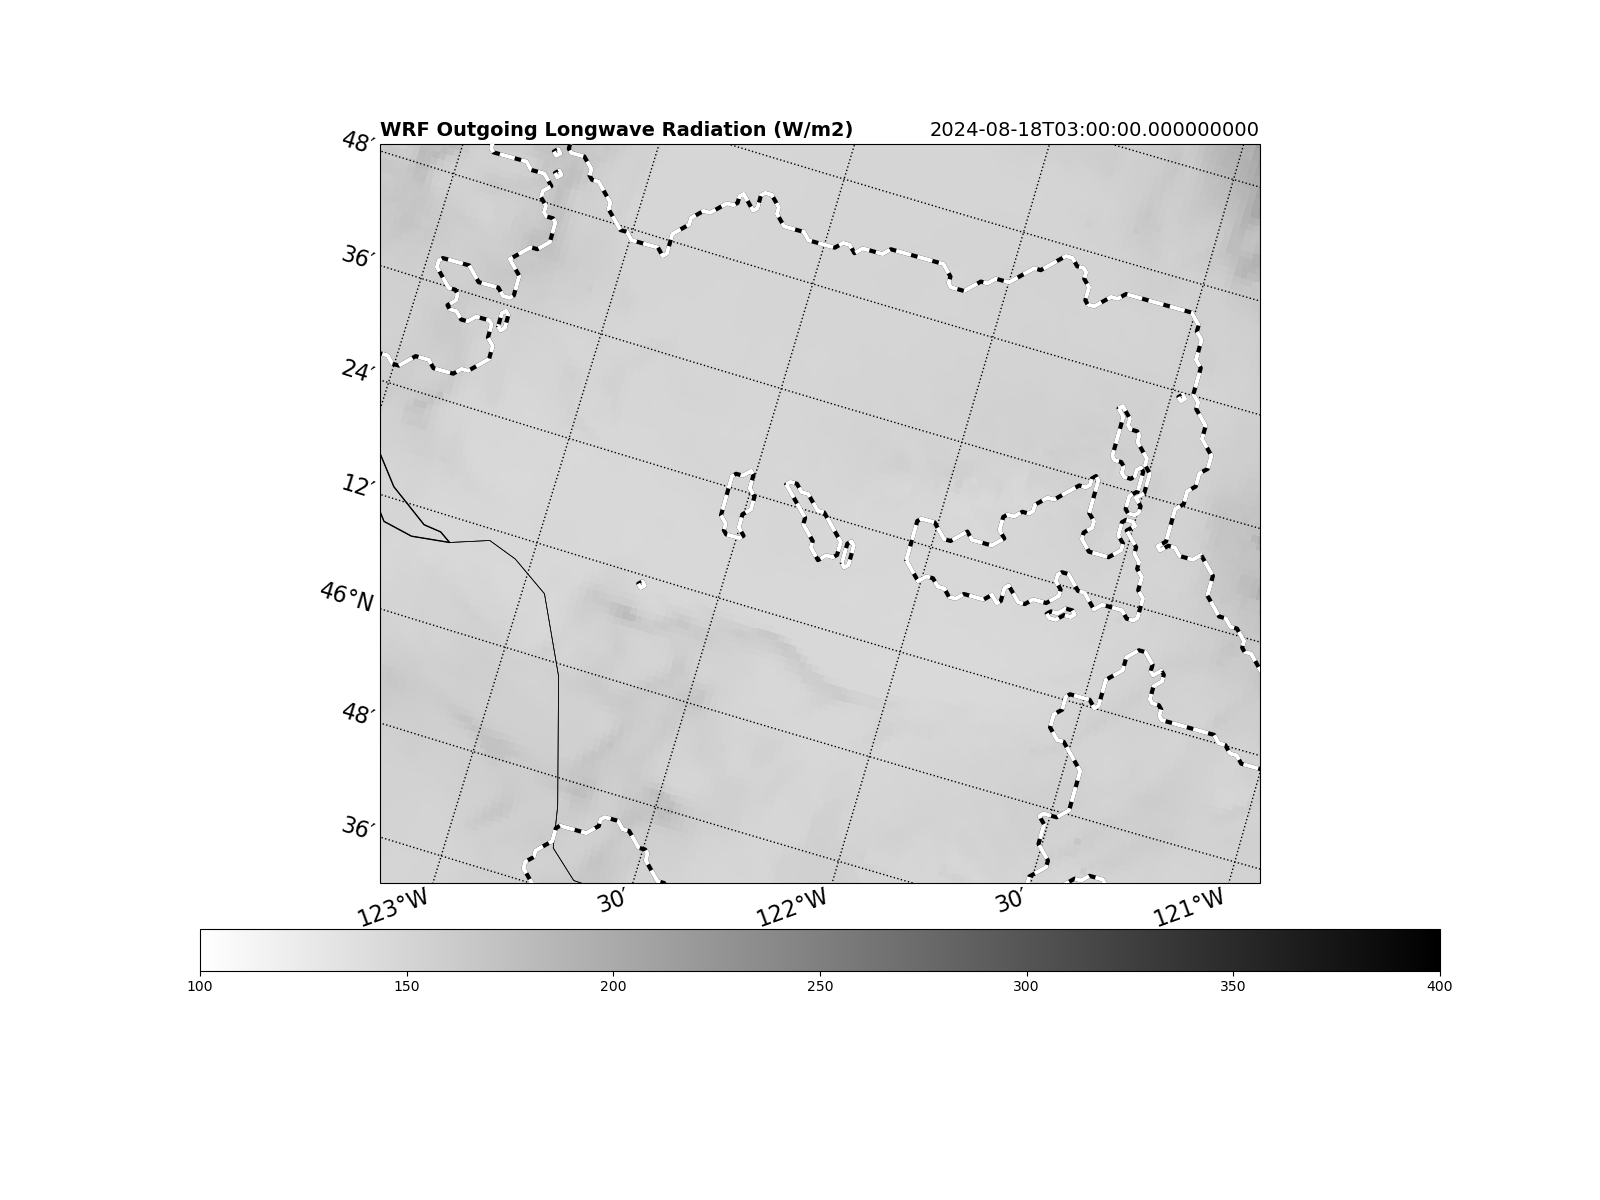 WRF Outgoing Longwave Radiation (W/m2) 2024-08-18T03:00:00.000000000
48′
36′
24′
12′
46°N
48′
36′
123°W 30′ 122°W 30′ 121°W
100 150 200 250 300 350 400